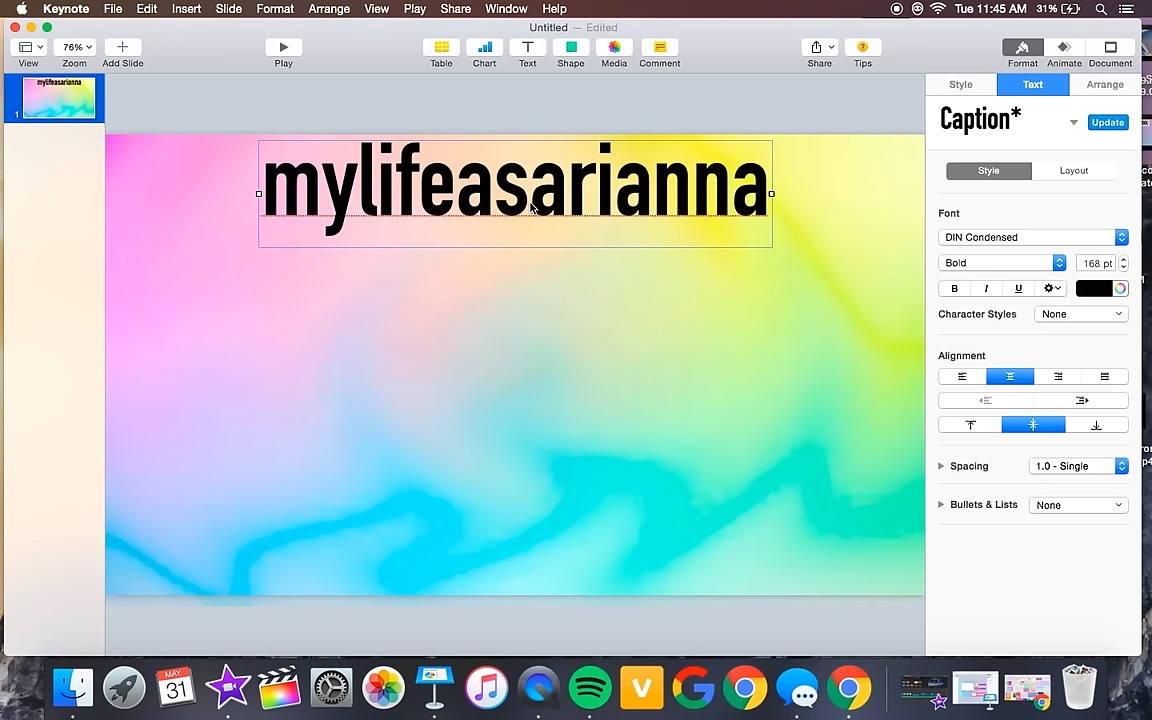 Keynote File Edit Insert Slide Format Arrange View Play Share Window Help Tue 11:45 AM 31%
Untitled — Edited
76%
View Zoom Add Slide Play Table Chart Text Shape Media Comment Share Tips Format Animate Document
mylifeasarianna
1
mylifeasarianna
Style Text Arrange
Caption* Update
Style Layout
Font
DIN Condensed
Bold 168 pt
B I U
Character Styles None
Alignment
Spacing 1.0 - Single
Bullets & Lists None
MAY
31
V